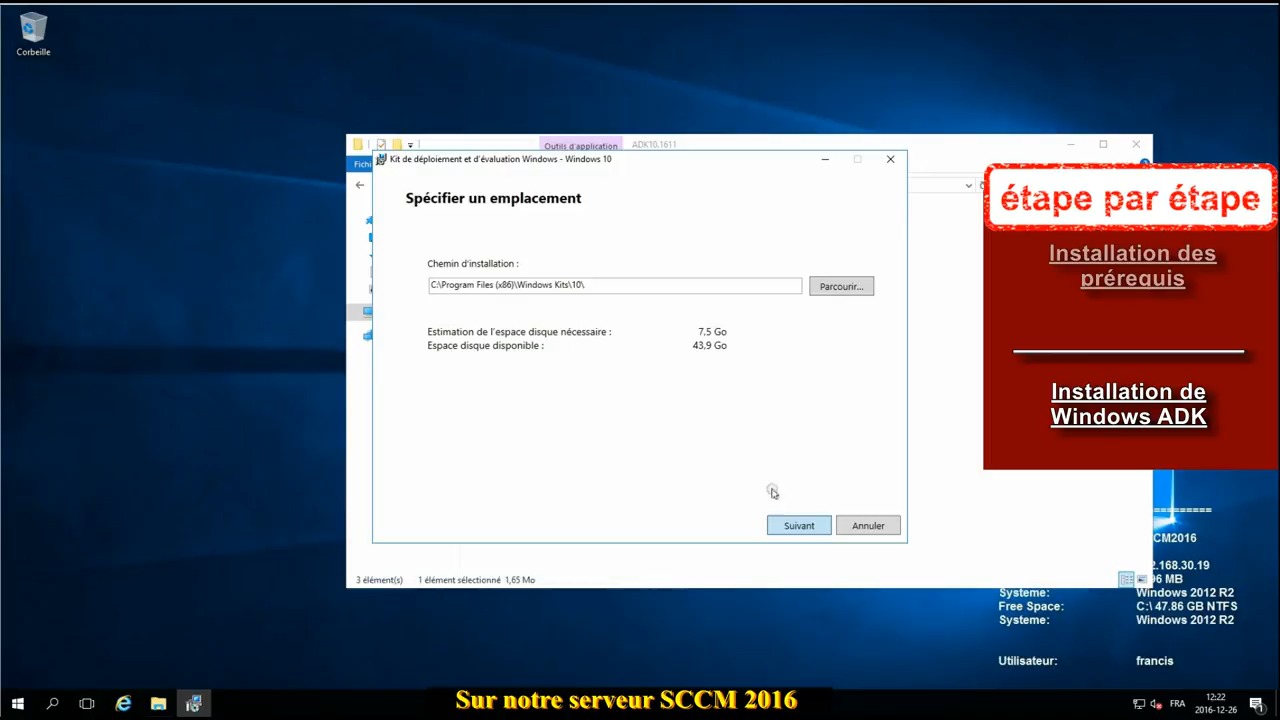 Corbeille
Outils d'application
ADK10.1611
Fichi
Kit de déploiement et d'évaluation Windows - Windows 10
Spécifier un emplacement
Chemin d'installation :
C:\Program Files (x86)\Windows Kits\10\
Parcourir...
Estimation de l'espace disque nécessaire : 7,5 Go
Espace disque disponible : 43,9 Go
Suivant
Annuler
3 élément(s) 1 élément sélectionné 1,65 Mo
étape par étape
Installation des
prérequis
Installation de
Windows ADK
=========
CCM2016
2.168.30.19
96 MB
Systeme: Windows 2012 R2
Free Space: C:\ 47.86 GB NTFS
Systeme: Windows 2012 R2
Utilisateur: francis
Sur notre serveur SCCM 2016
FRA
12:22
2016-12-26
1